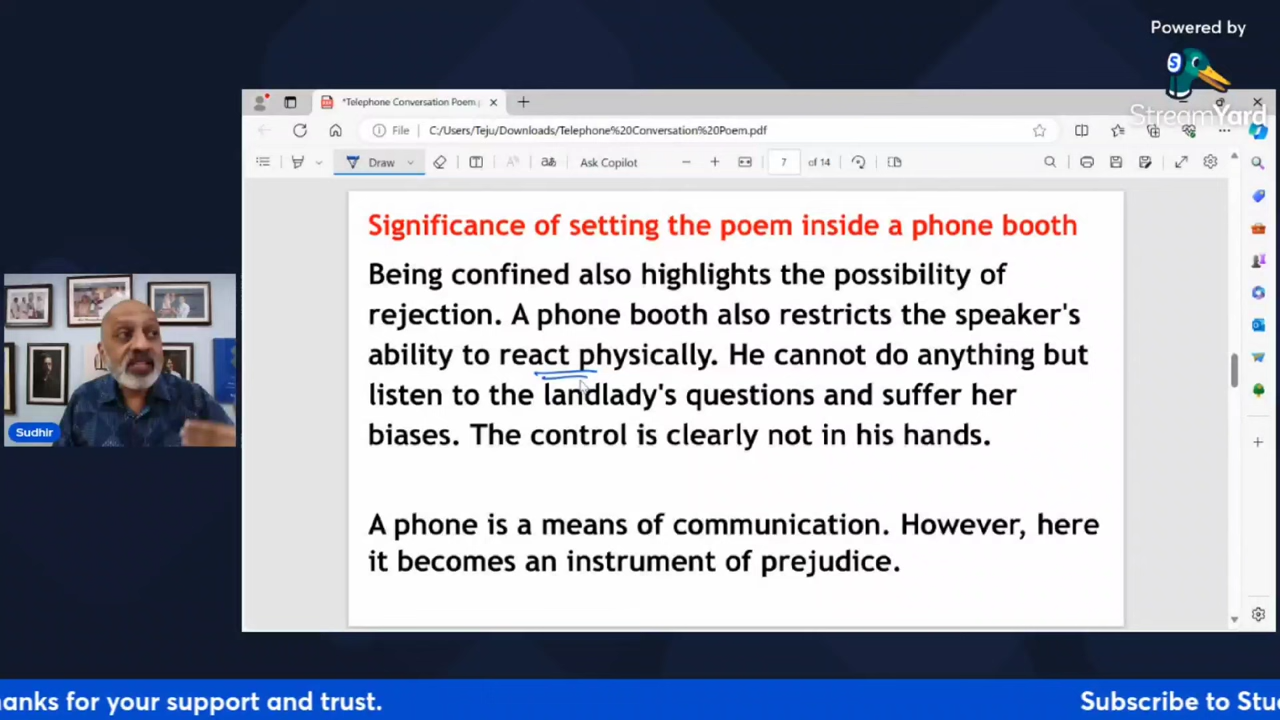 Powered by
StreamYard
*Telephone Conversation Poem.p
File
C:/Users/Teju/Downloads/Telephone%20Conversation%20Poem.pdf
Draw
Ask Copilot
7
of 14
Significance of setting the poem inside a phone booth
Being confined also highlights the possibility of
rejection. A phone booth also restricts the speaker's
ability to react physically. He cannot do anything but
listen to the landlady's questions and suffer her
biases. The control is clearly not in his hands.
A phone is a means of communication. However, here
it becomes an instrument of prejudice.
Sudhir
hanks for your support and trust.
Subscribe to Stu